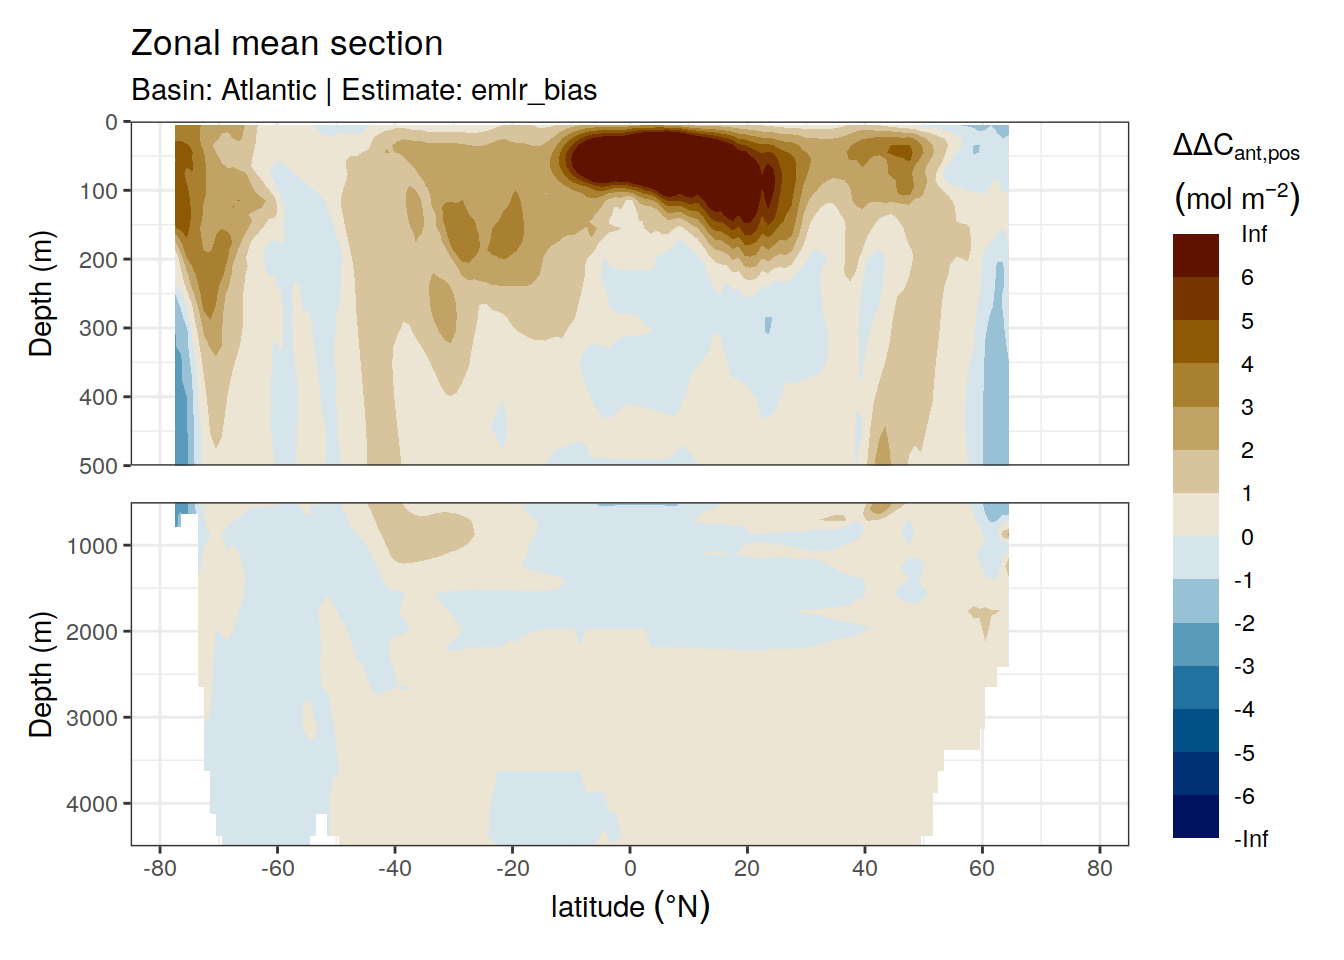 Zonal mean section
Basin: Atlantic | Estimate: emlr_bias
0
100
200
300
400
500
Depth (m)
1000
2000
3000
4000
Depth (m)
-80 -60 -40 -20 0 20 40 60 80
latitude (°N)
ΔΔCant,pos
(mol m−2)
Inf
6
5
4
3
2
1
0
-1
-2
-3
-4
-5
-6
-Inf